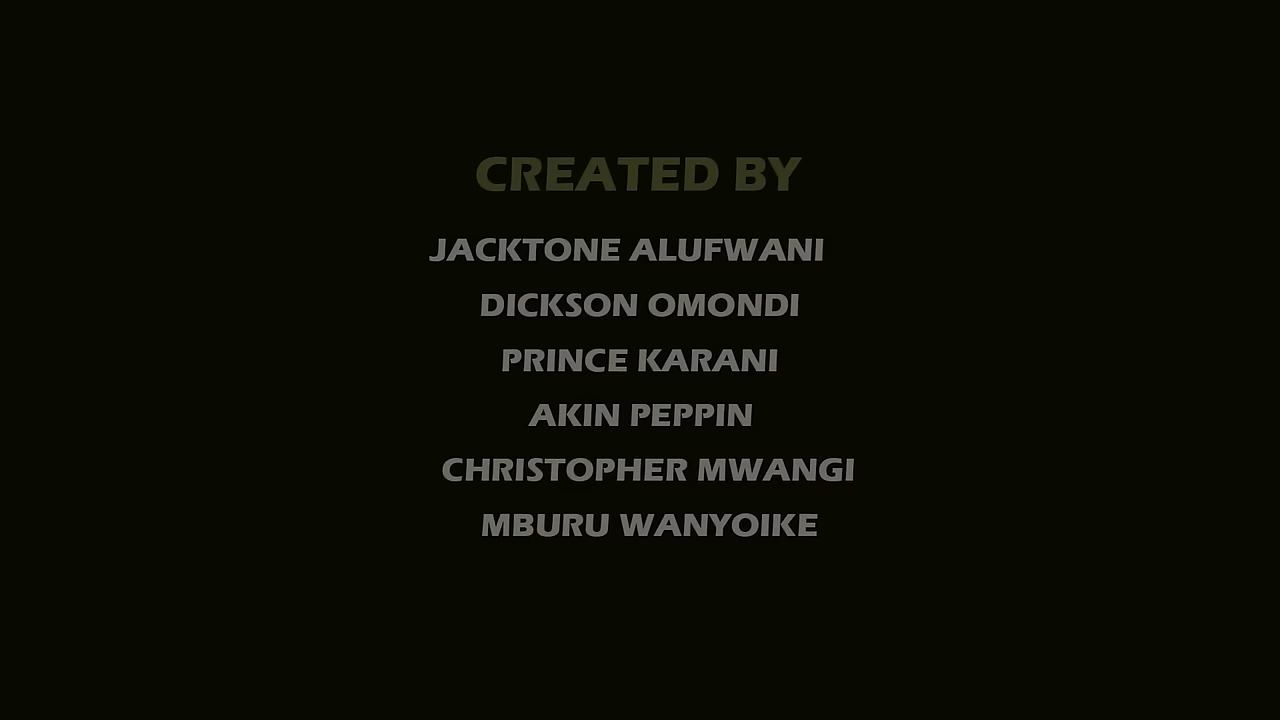 CREATED BY
JACKTONE ALUFWANI
DICKSON OMONDI
PRINCE KARANI
AKIN PEPPIN
CHRISTOPHER MWANGI
MBURU WANYOIKE